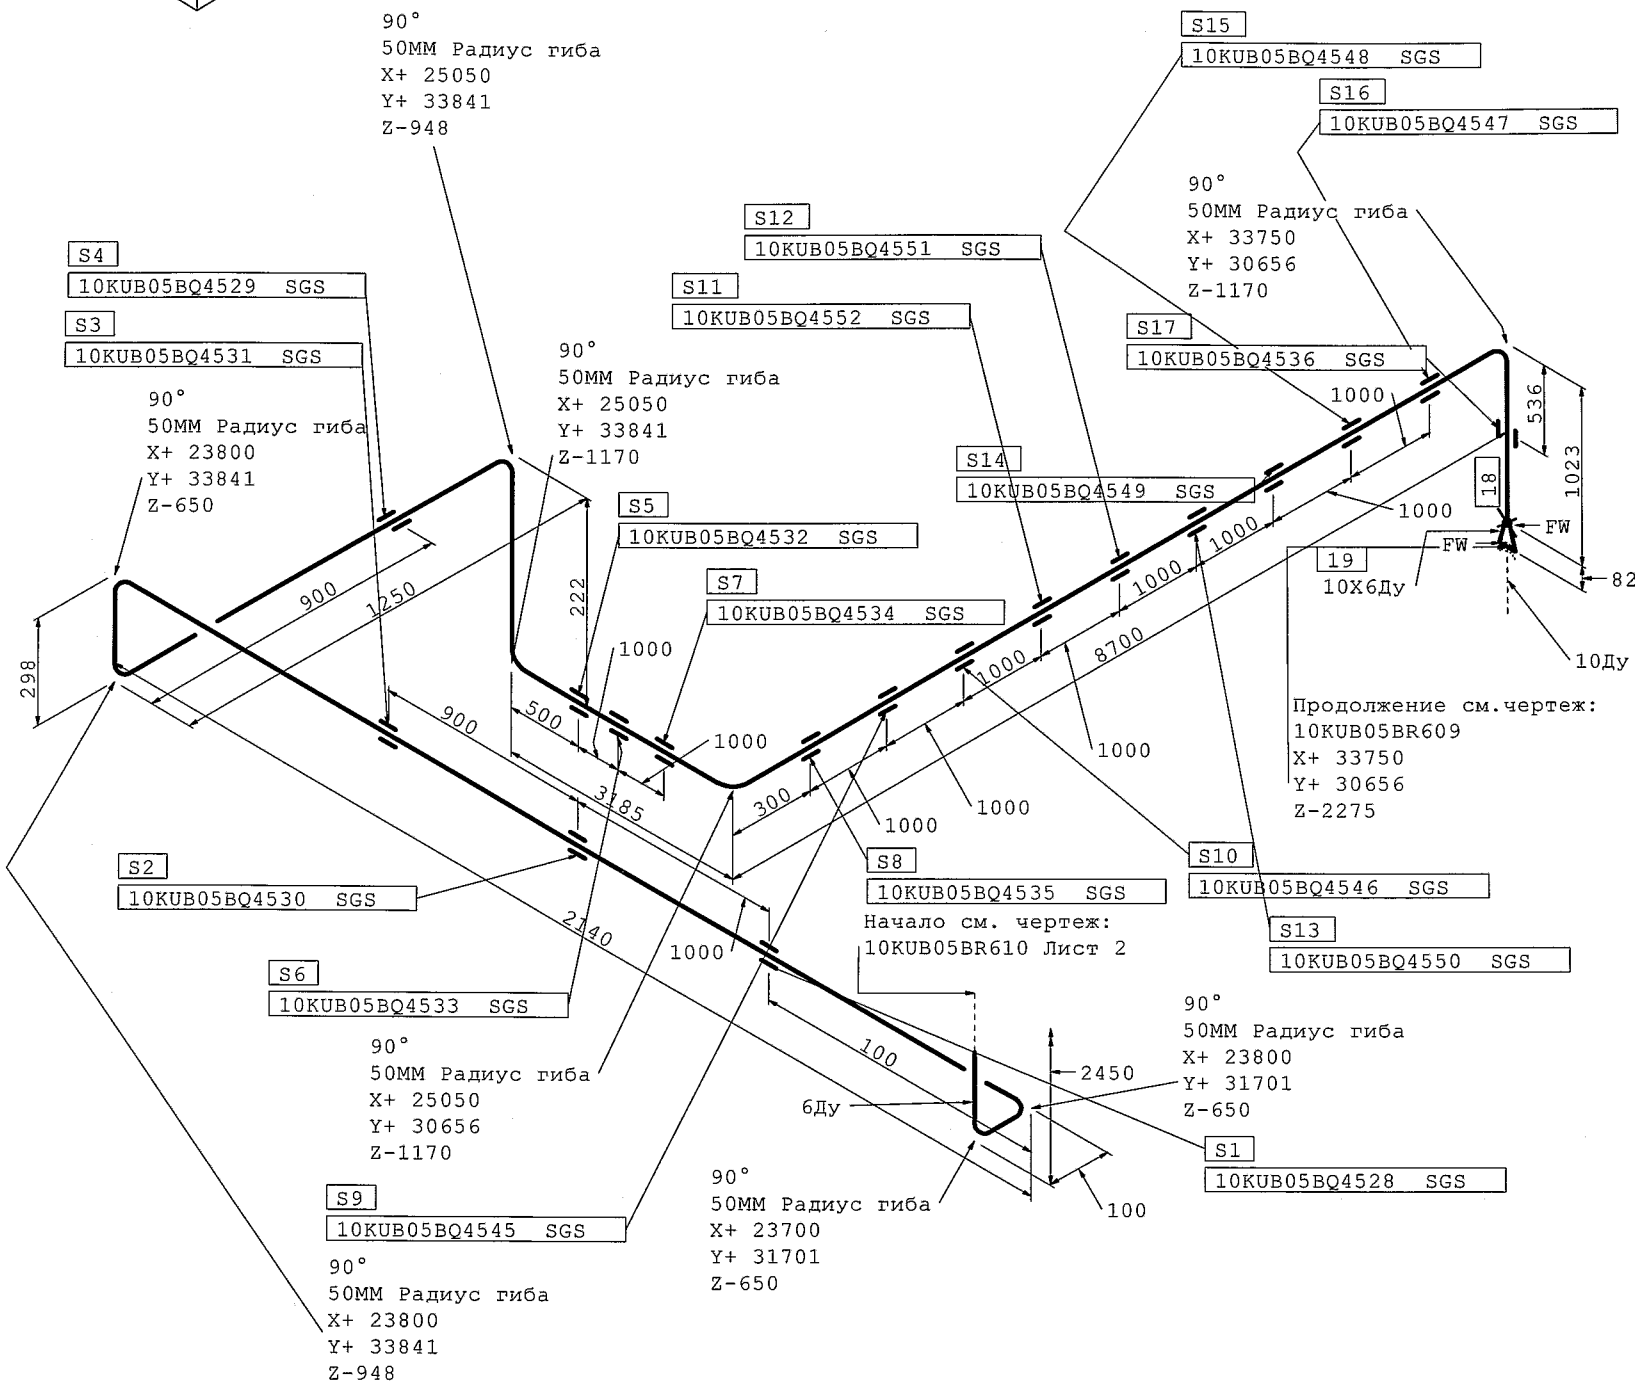 90°
50ММ Радиус гиба
X+ 25050
Y+ 33841
Z-948
S15
10KUB05BQ4548 SGS
S16
10KUB05BQ4547 SGS
90°
50ММ Радиус гиба
X+ 33750
Y+ 30656
Z-1170
S12
10KUB05BQ4551 SGS
S4
10KUB05BQ4529 SGS
S11
10KUB05BQ4552 SGS
S3
10KUB05BQ4531 SGS
S17
10KUB05BQ4536 SGS
90°
50ММ Радиус гиба
X+ 25050
Y+ 33841
Z-1170
90°
50ММ Радиус гиба
X+ 23800
Y+ 33841
Z-650
1000
536
1023
S14
10KUB05BQ4549 SGS
18
S5
10KUB05BQ4532 SGS
1000
FW
FW
1000
19
10X6Ду
82
S7
10KUB05BQ4534 SGS
900
1250
222
1000
8700
1000
1000
10Ду
298
900
500
1000
1000
Продолжение см.чертеж:
10KUB05BR609
X+ 33750
Y+ 30656
Z-2275
3185
300
1000
1000
S2
10KUB05BQ4530 SGS
S8
10KUB05BQ4535 SGS
S10
10KUB05BQ4546 SGS
2140
1000
Начало см. чертеж:
10KUB05BR610 Лист 2
S13
10KUB05BQ4550 SGS
S6
10KUB05BQ4533 SGS
90°
50ММ Радиус гиба
X+ 25050
Y+ 30656
Z-1170
100
6Ду
2450
90°
50ММ Радиус гиба
X+ 23800
Y+ 31701
Z-650
S1
10KUB05BQ4528 SGS
100
90°
50ММ Радиус гиба
X+ 23700
Y+ 31701
Z-650
S9
10KUB05BQ4545 SGS
90°
50ММ Радиус гиба
X+ 23800
Y+ 33841
Z-948